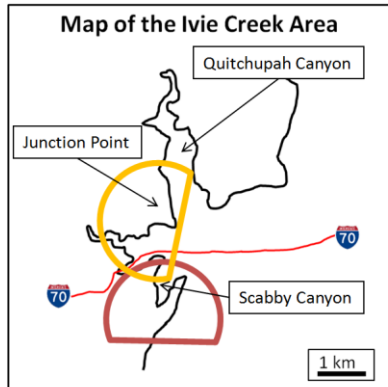 Map of the Ivie Creek Area
Quitchupah Canyon
Junction Point
70
70
Scabby Canyon
1 km